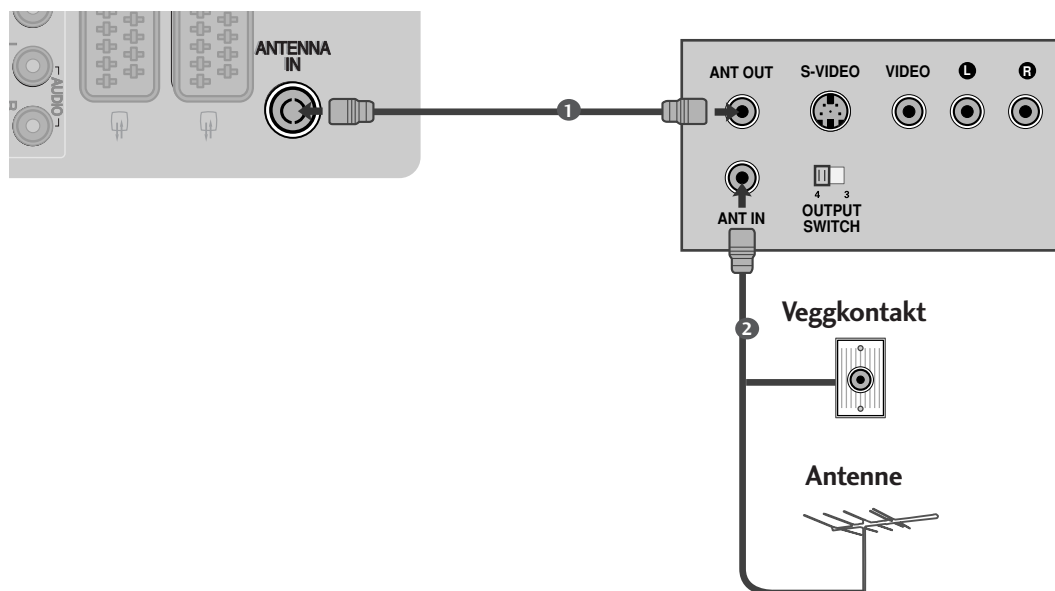 ANTENNA
IN
AUDIO
R
1
ANT OUT
S-VIDEO
VIDEO
L
R
4
3
ANT IN
OUTPUT
SWITCH
2
Veggkontakt
Antenne